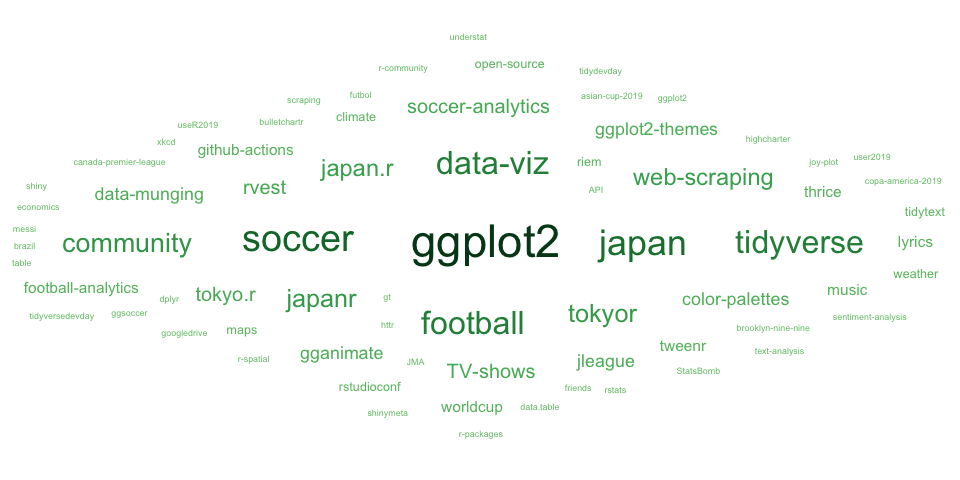 understat
r-community
open-source
tidydevday
scraping
futbol
soccer-analytics
asian-cup-2019
ggplot2
useR2019
bulletchartr
climate
ggplot2-themes
xkcd
github-actions
highcharter
canada-premier-league
japan.r
data-viz
riem
joy-plot
user2019
shiny
data-munging
rvest
API
web-scraping
thrice
copa-america-2019
economics
tidytext
messi
brazil
table
community
soccer
ggplot2
japan
tidyverse
lyrics
football-analytics
dplyr
tokyo.r
japanr
gt
color-palettes
music
weather
tidyversedevday
ggsoccer
googledrive
maps
httr
football
tokyor
brooklyn-nine-nine
sentiment-analysis
r-spatial
gganimate
JMA
TV-shows
jleague
tweenr
text-analysis
StatsBomb
rstudioconf
friends
rstats
shinymeta
worldcup
data.table
r-packages